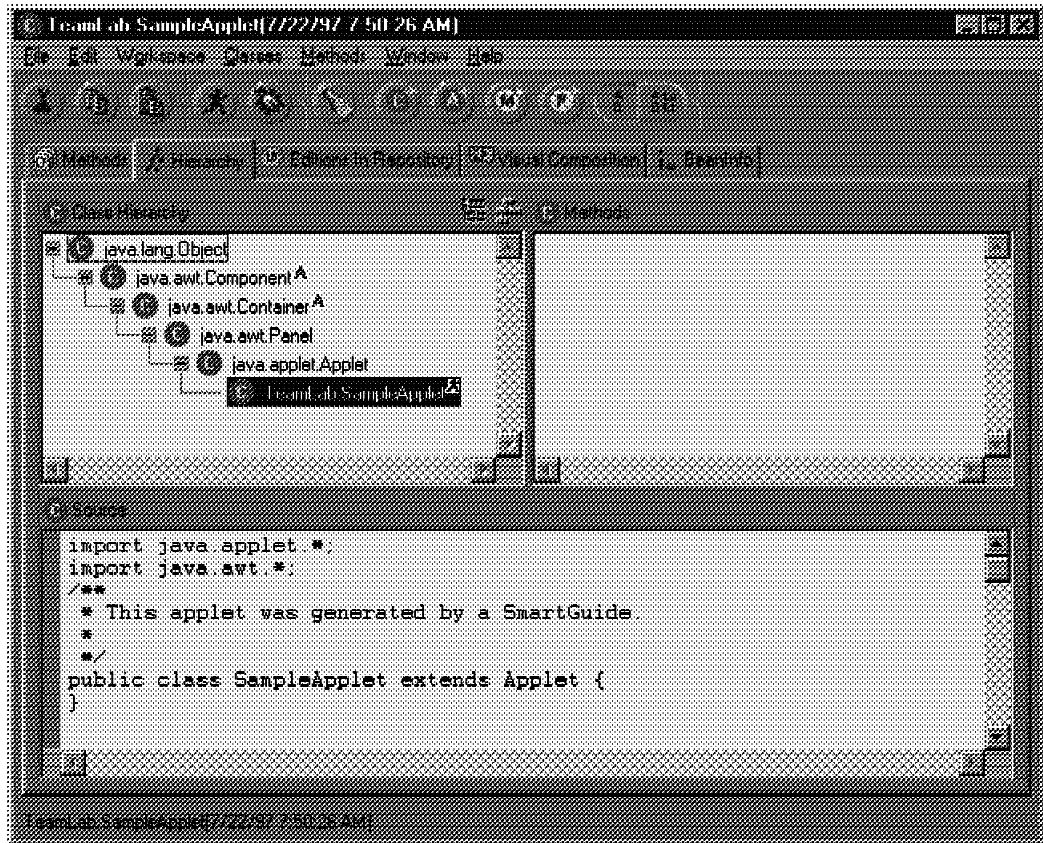 TeamLab.SampleApplet(7/22/97 7:50:26 AM)
File Edit Workspace Classes Methods Window Help
Methods Hierarchy Editions In Repository Visual Composition BeanInfo
Class Hierarchy Methods
java.lang.Object
java.awt.Component A
java.awt.Container A
java.awt.Panel
java.applet.Applet
TeamLab.SampleApplet
Source
import java.applet.*;
import java.awt.*;
/**
* This applet was generated by a SmartGuide.
*
*/
public class SampleApplet extends Applet {
}
TeamLab.SampleApplet(7/22/97 7:50:26 AM)